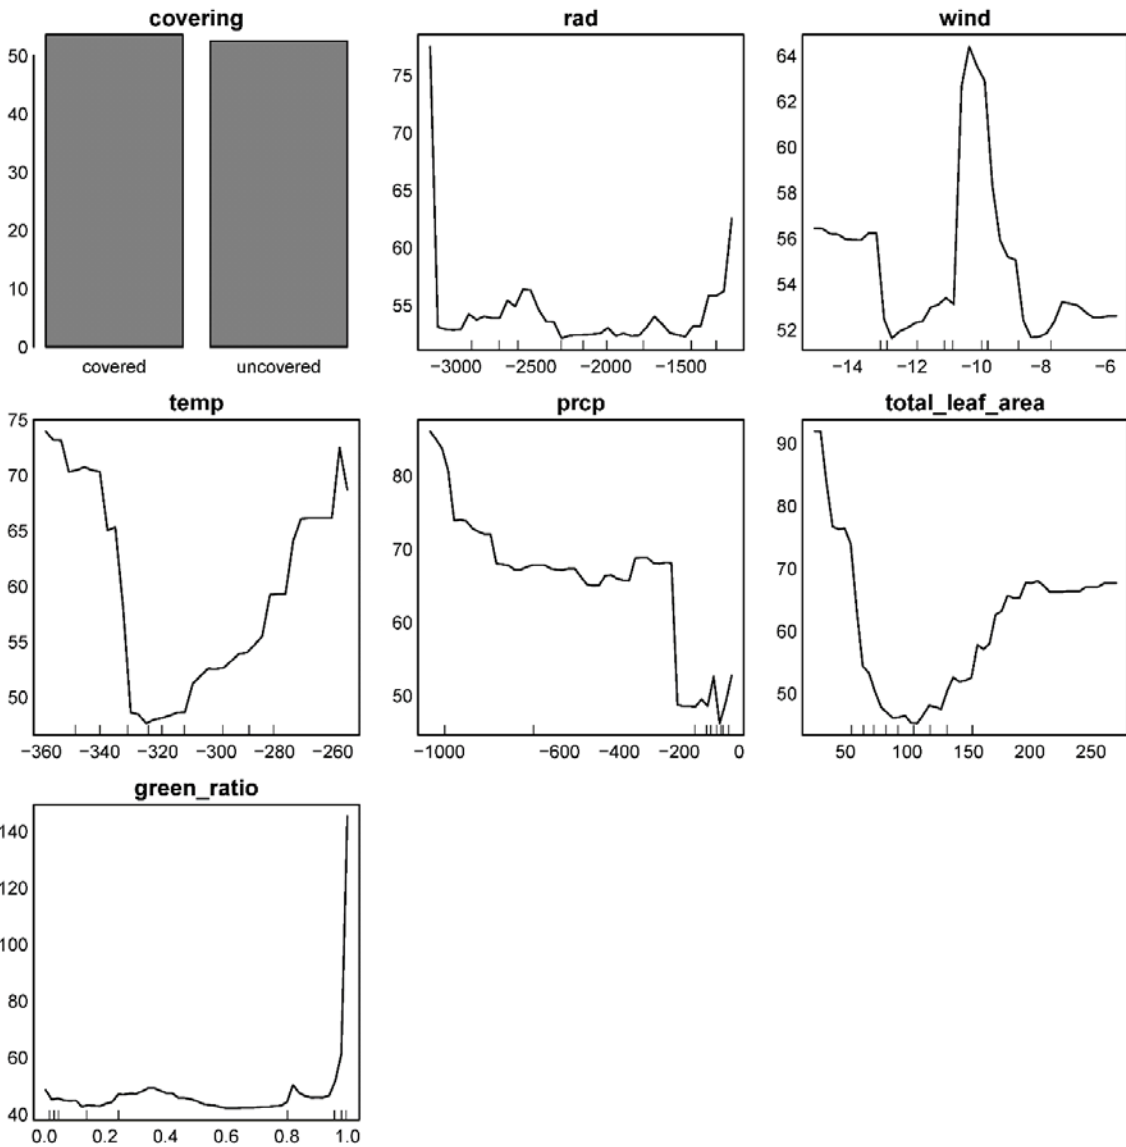 covering
50
40
30
20
10
0
covered uncovered
rad
75
70
65
60
55
−3000 −2500 −2000 −1500
wind
64
62
60
58
56
54
52
−14 −12 −10 −8 −6
temp
75
70
65
60
55
50
−360 −340 −320 −300 −280 −260
prcp
80
70
60
50
−1000 −600 −400 −200 0
total_leaf_area
90
80
70
60
50
50 100 150 200 250
green_ratio
140
120
100
80
60
40
0.0 0.2 0.4 0.6 0.8 1.0